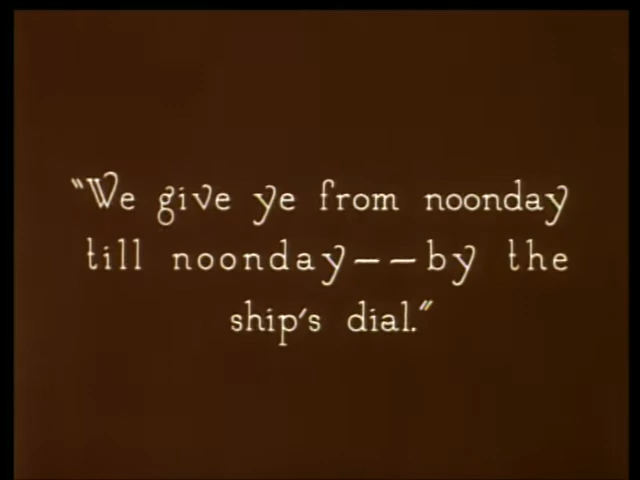 "We give ye from noonday
till noonday--by the
ship's dial."